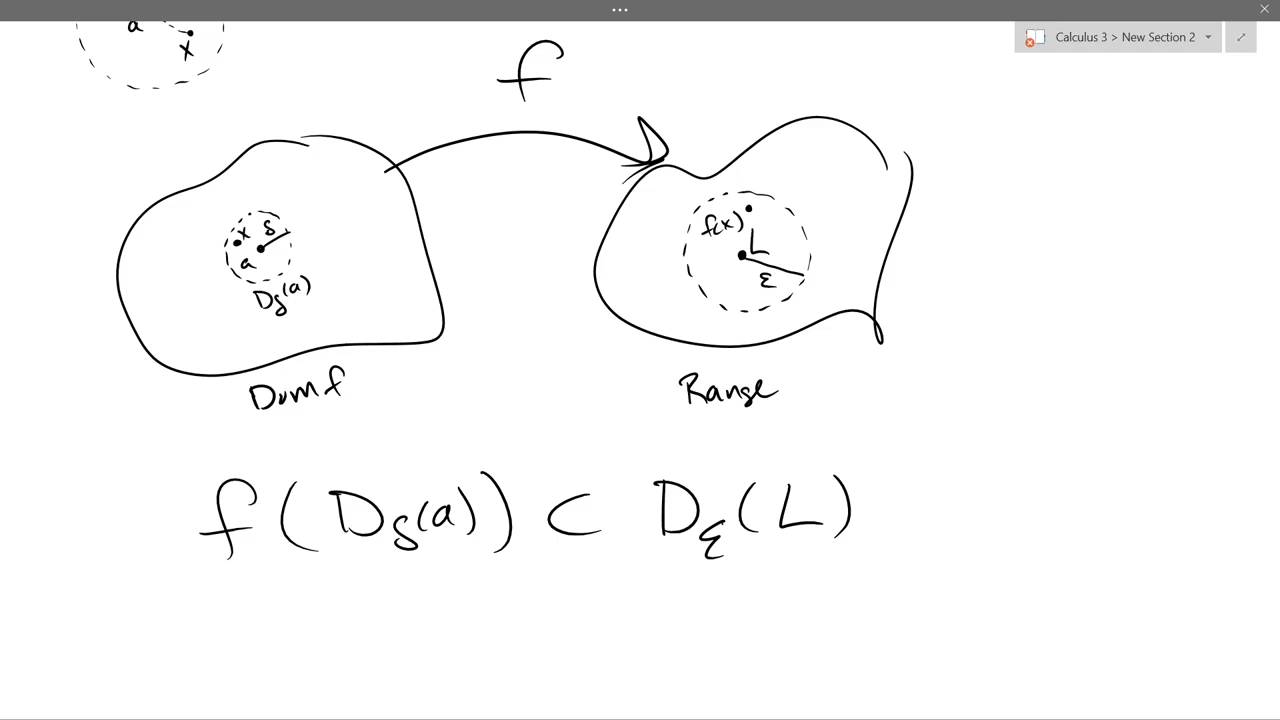 Calculus 3 > New Section 2
a
x
f
x
δ
a
Dδ(a)
f(x)
L
ε
Dom f
Range
f(Dδ(a)) ⊂ Dε(L)